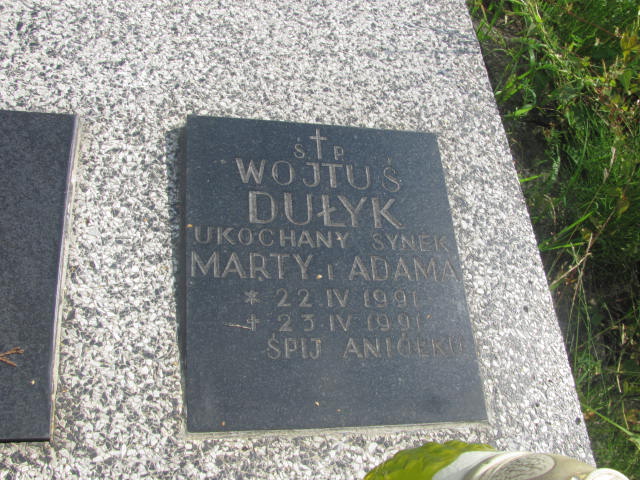 Ś P
WOJTUŚ
DUŁYK
UKOCHANY SYNEK
MARTY i ADAMA
* 22 IV 1991
+ 23 IV 1991
ŚPIJ ANIOŁKU